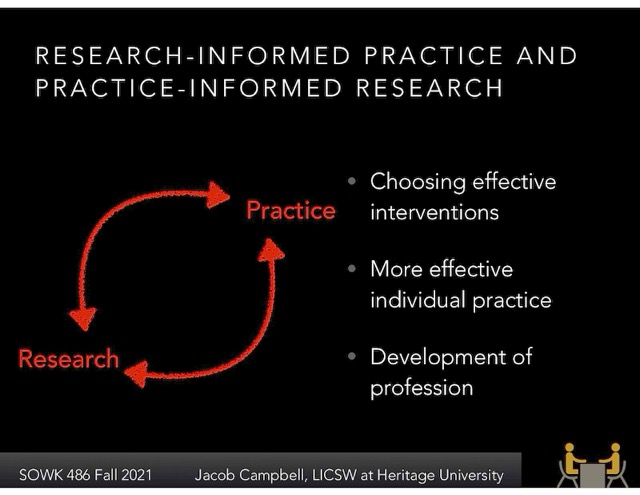 RESEARCH-INFORMED PRACTICE AND
PRACTICE-INFORMED RESEARCH
Practice
Research
• Choosing effective
interventions
• More effective
individual practice
• Development of
profession
SOWK 486 Fall 2021
Jacob Campbell, LICSW at Heritage University